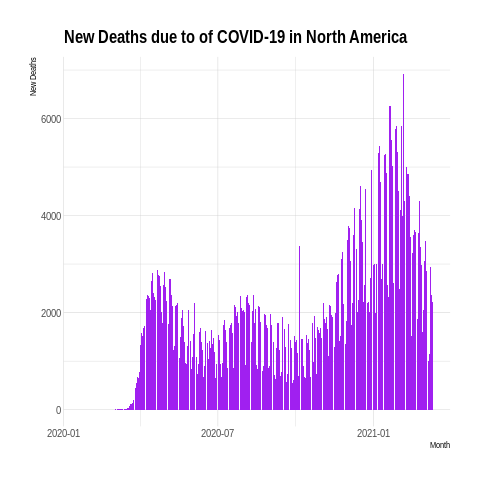 New Deaths due to of COVID-19 in North America
New Deaths
6000
4000
2000
0
2020-01
2020-07
2021-01
Month